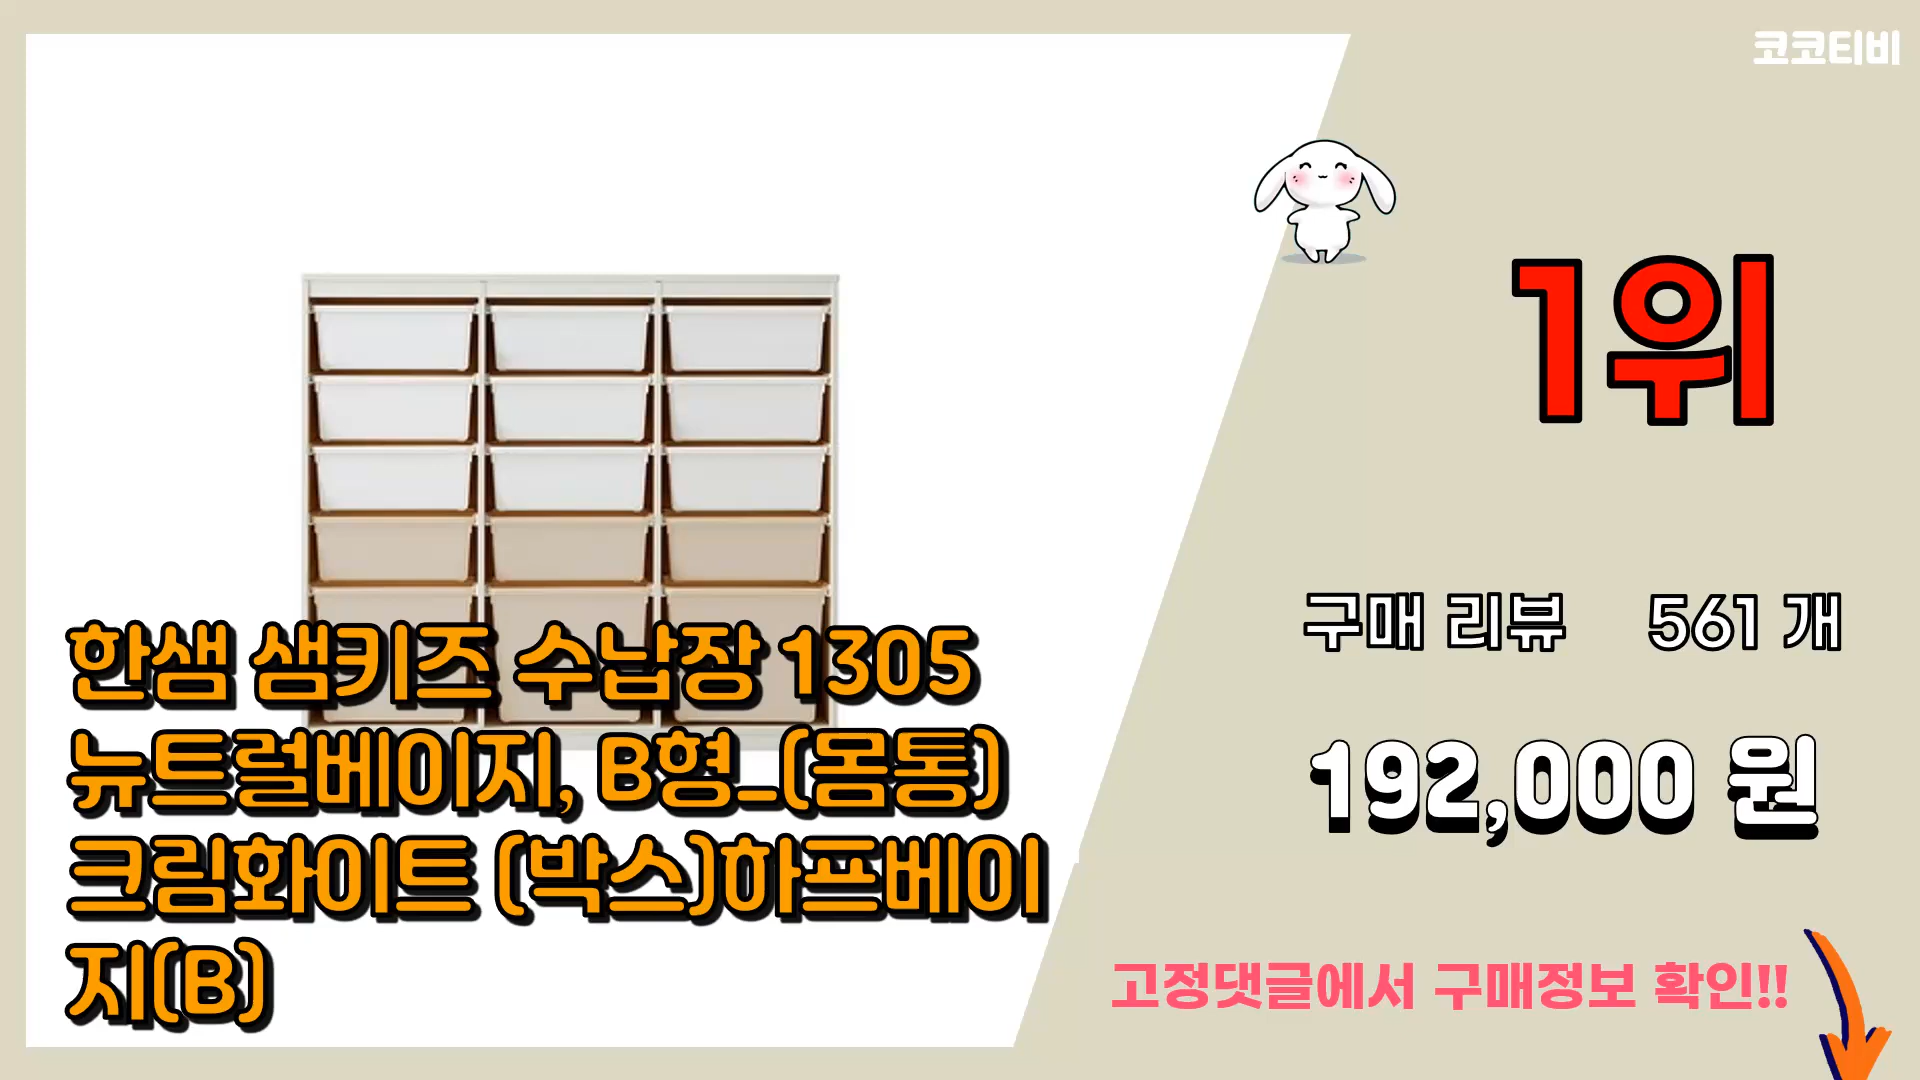 코코티비
1위
구매 리뷰 561 개
192,000 원
한샘 샘키즈 수납장 1305
뉴트럴베이지, B형_(몸통)
크림화이트 (박스)하프베이
지(B)
고정댓글에서 구매정보 확인!!